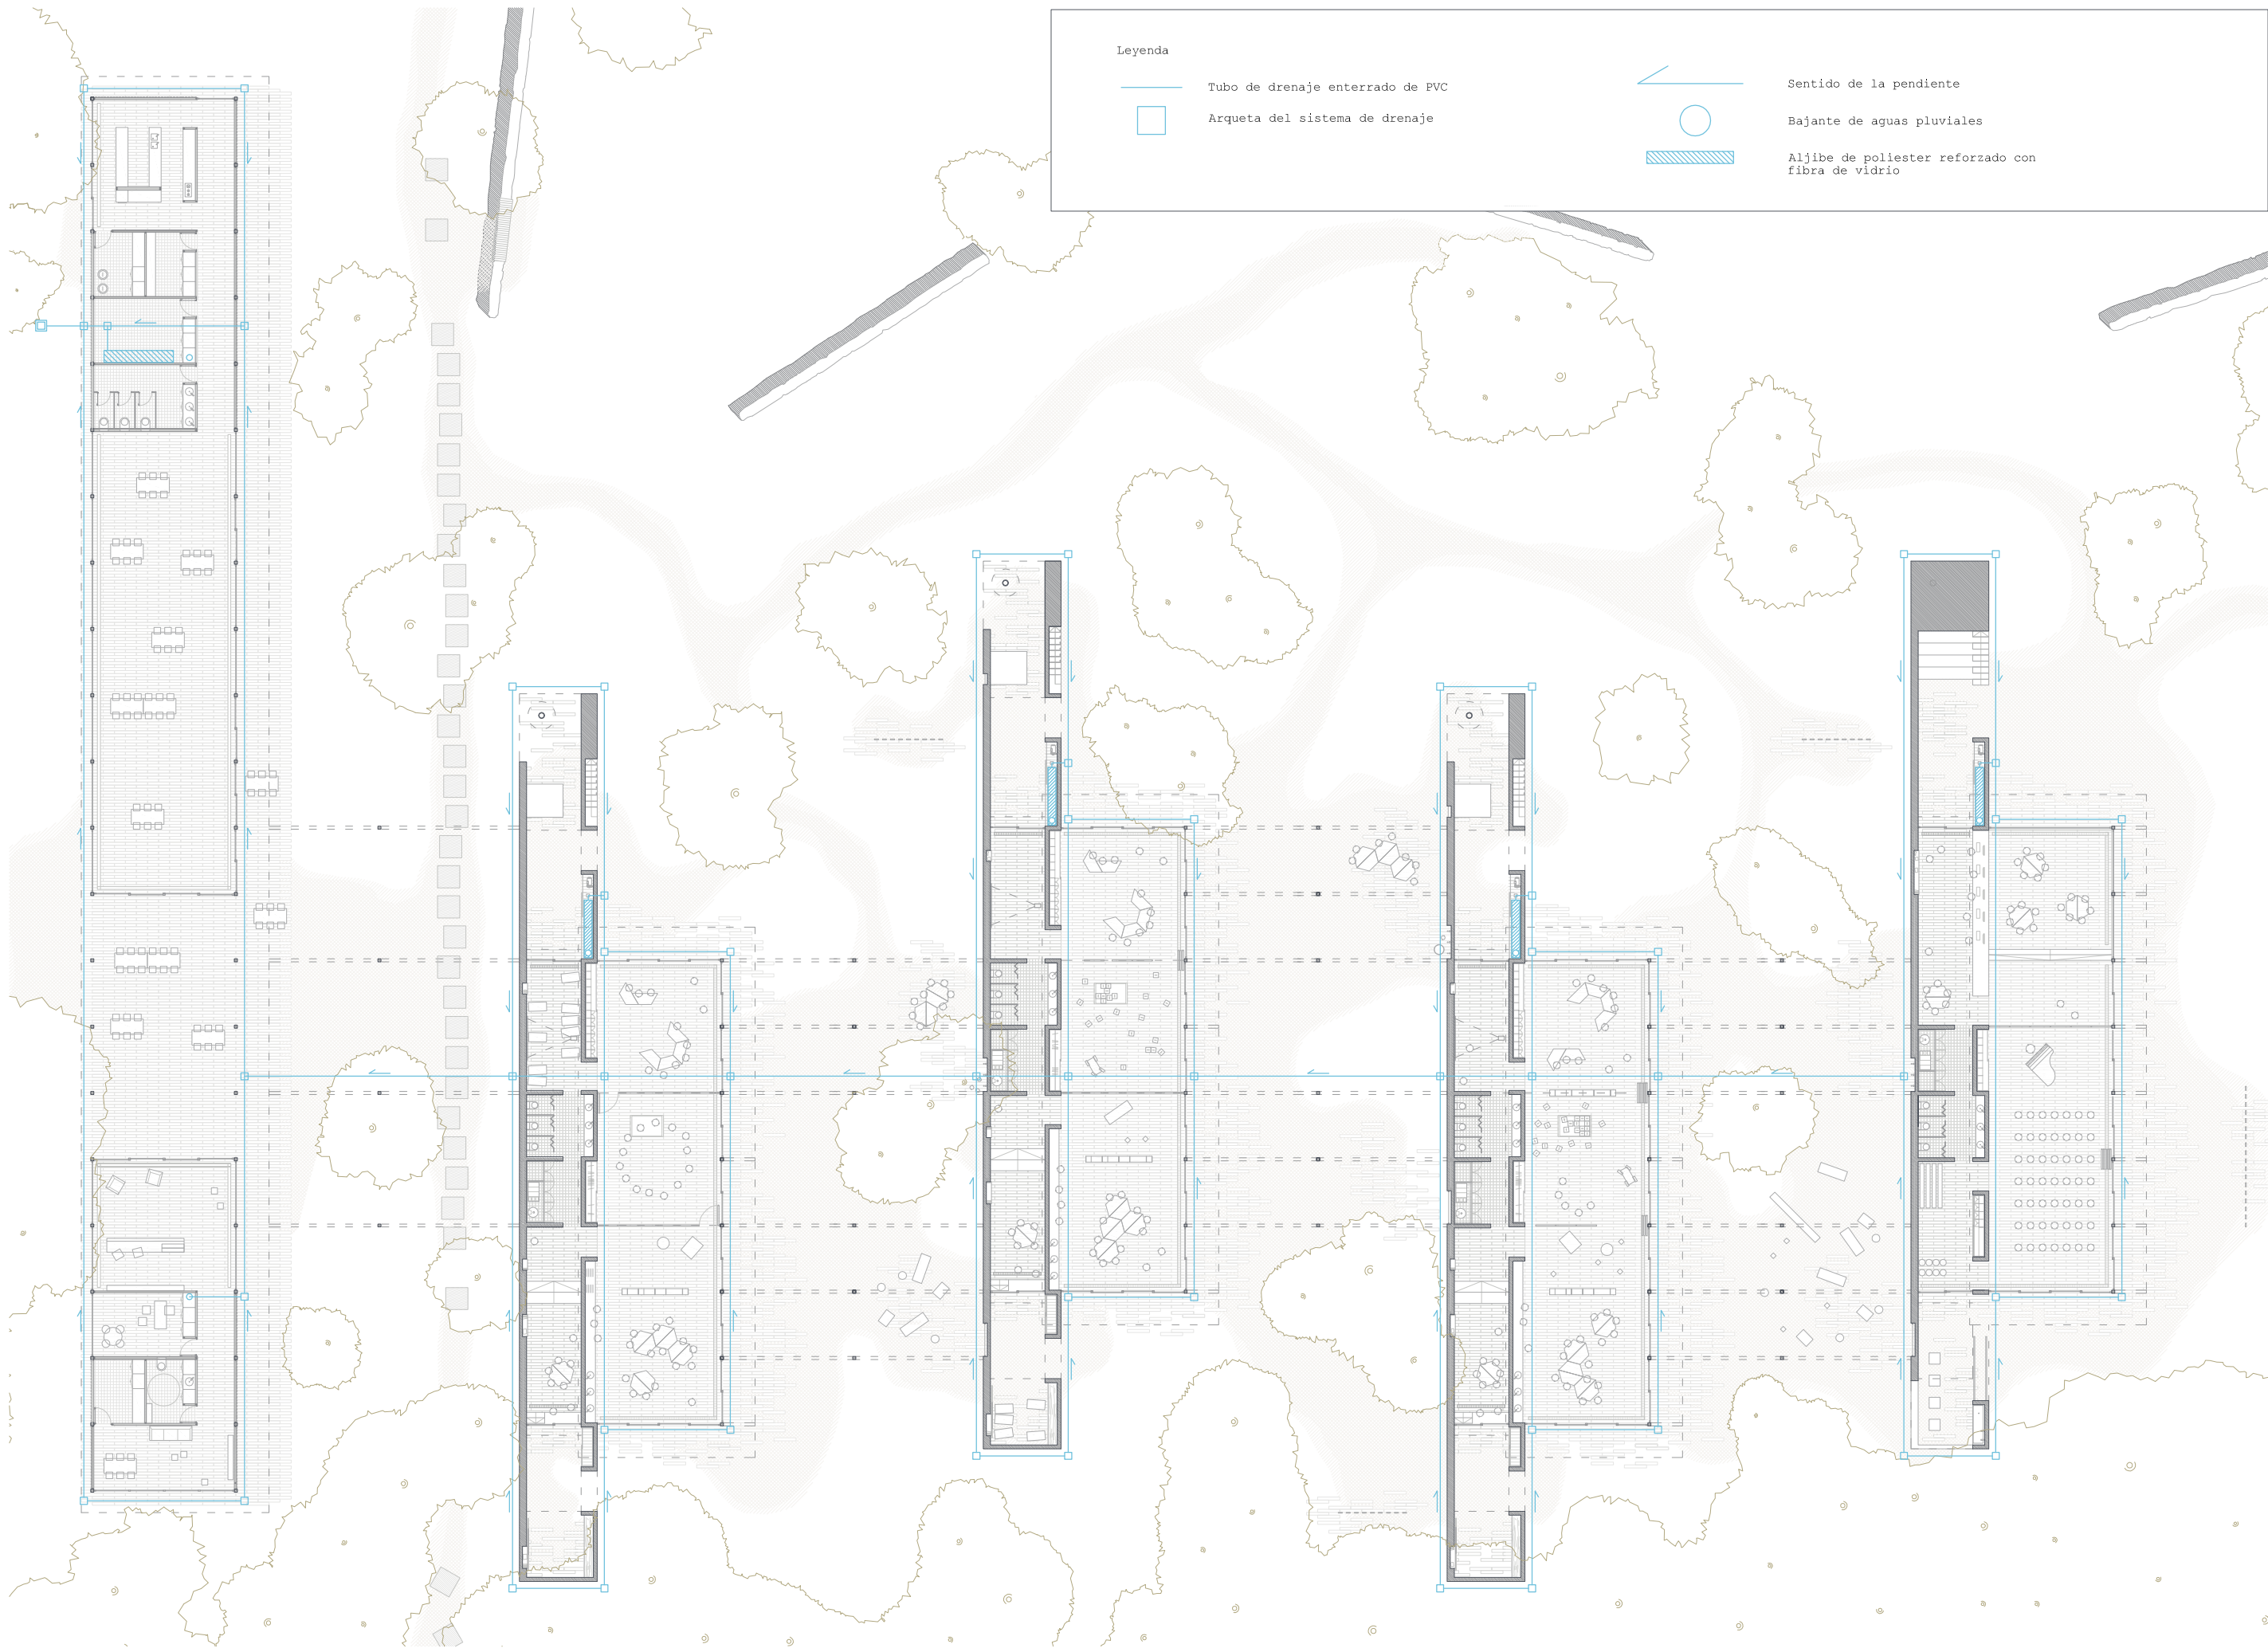 Leyenda
Tubo de drenaje enterrado de PVC
Arqueta del sistema de drenaje
Sentido de la pendiente
Bajante de aguas pluviales
Aljibe de poliester reforzado con
fibra de vidrio